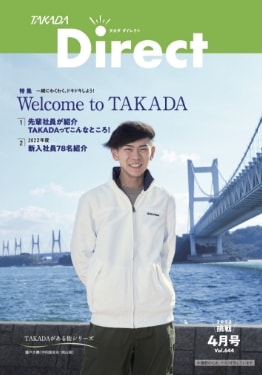 TAKADA
タカダ ダイレクト
Direct
特集 一緒にわくわく、ドキドキしよう!
Welcome to TAKADA
1 先輩社員が紹介
TAKADAってこんなところ!
2 2022年度
新入社員78名紹介
TAKADAがある街シリーズ
2022
挑戦
4月号
Vol.644